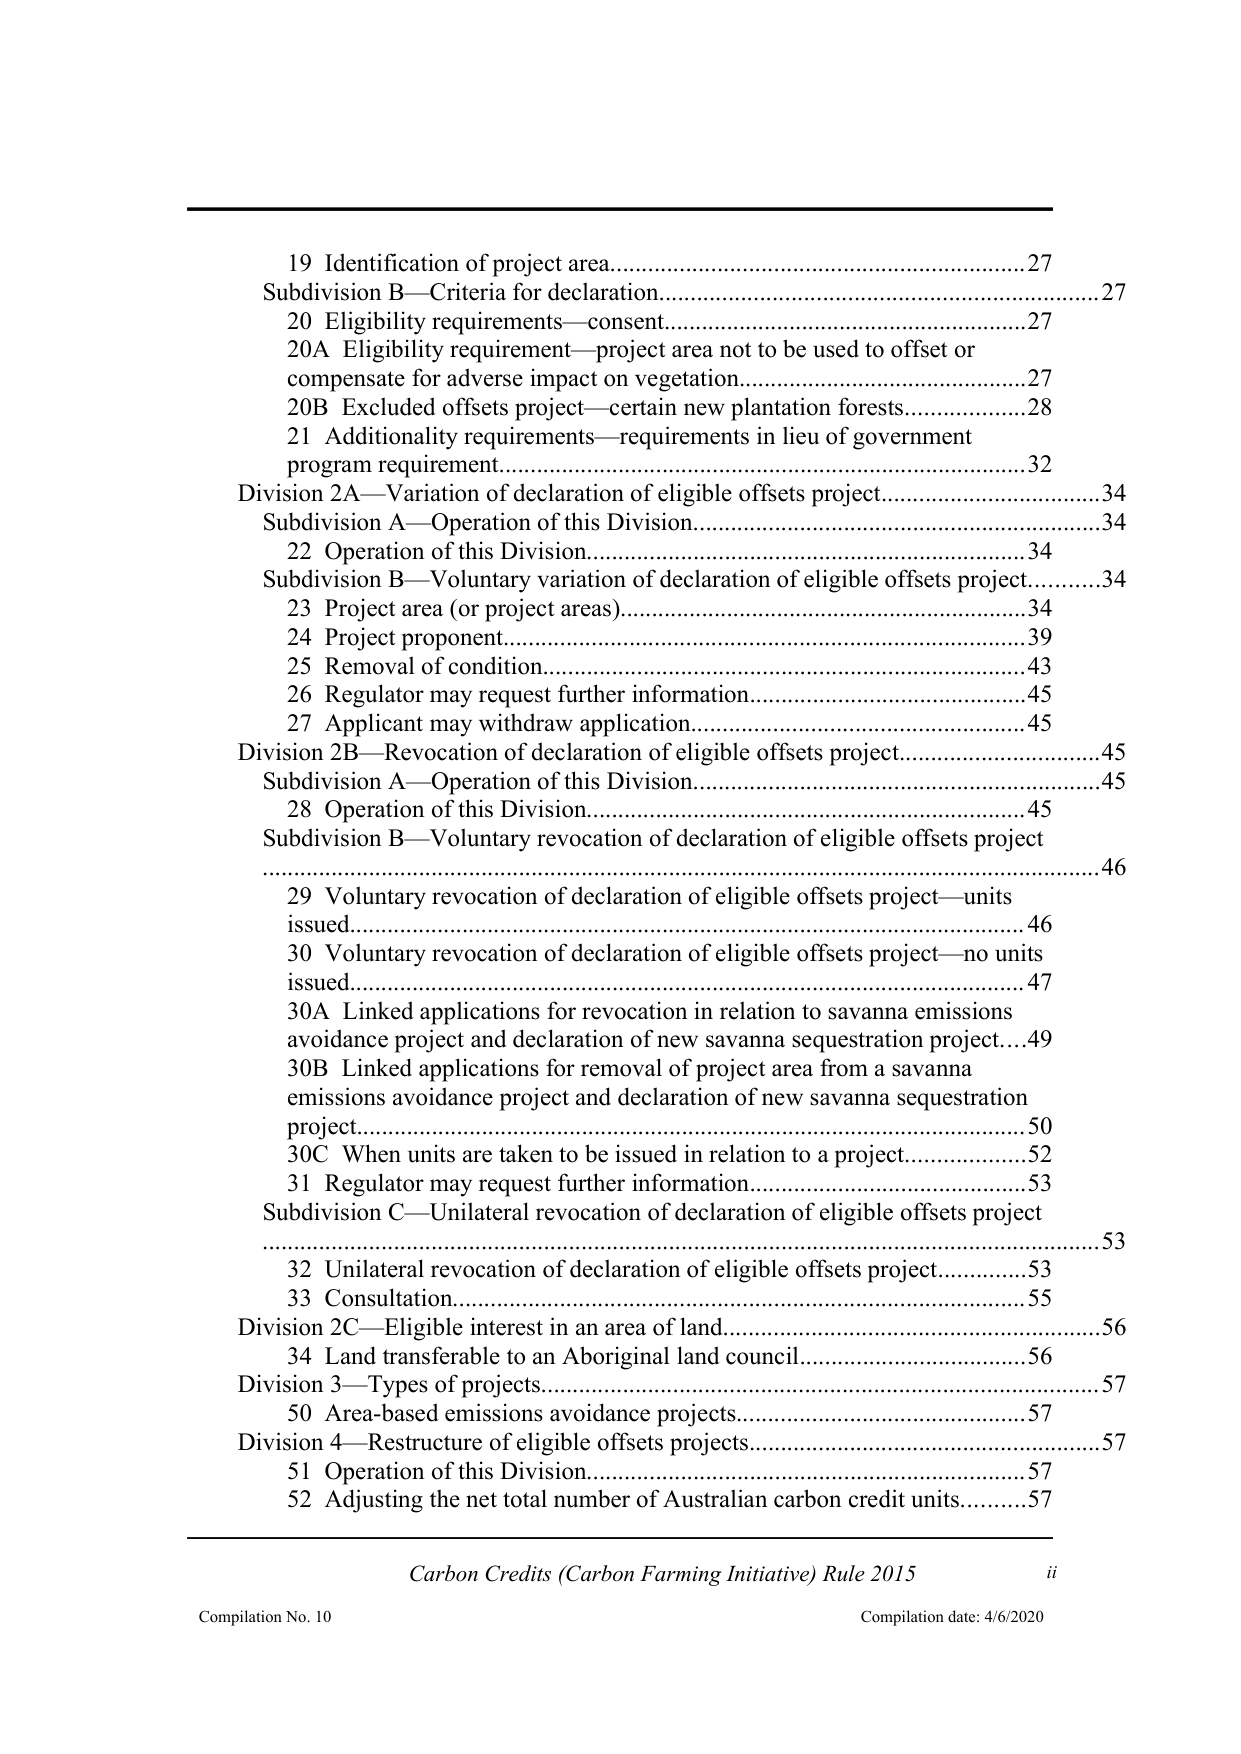 19  Identification of project area..................................................................27
Subdivision B—Criteria for declaration......................................................................27
20  Eligibility requirements—consent.........................................................27
20A  Eligibility requirement—project area not to be used to offset or
compensate for adverse impact on vegetation.............................................27
20B  Excluded offsets project—certain new plantation forests...................28
21  Additionality requirements—requirements in lieu of government
program requirement...................................................................................32
Division 2A—Variation of declaration of eligible offsets project...................................34
Subdivision A—Operation of this Division.................................................................34
22  Operation of this Division......................................................................34
Subdivision B—Voluntary variation of declaration of eligible offsets project...........34
23  Project area (or project areas)................................................................34
24  Project proponent...................................................................................39
25  Removal of condition.............................................................................43
26  Regulator may request further information............................................45
27  Applicant may withdraw application.....................................................45
Division 2B—Revocation of declaration of eligible offsets project................................45
Subdivision A—Operation of this Division.................................................................45
28  Operation of this Division......................................................................45
Subdivision B—Voluntary revocation of declaration of eligible offsets project
.....................................................................................................................................46
29  Voluntary revocation of declaration of eligible offsets project—units
issued...........................................................................................................46
30  Voluntary revocation of declaration of eligible offsets project—no units
issued...........................................................................................................47
30A  Linked applications for revocation in relation to savanna emissions
avoidance project and declaration of new savanna sequestration project....49
30B  Linked applications for removal of project area from a savanna
emissions avoidance project and declaration of new savanna sequestration
project..........................................................................................................50
30C  When units are taken to be issued in relation to a project...................52
31  Regulator may request further information............................................53
Subdivision C—Unilateral revocation of declaration of eligible offsets project
.....................................................................................................................................53
32  Unilateral revocation of declaration of eligible offsets project..............53
33  Consultation...........................................................................................55
Division 2C—Eligible interest in an area of land............................................................56
34  Land transferable to an Aboriginal land council....................................56
Division 3—Types of projects.........................................................................................57
50  Area-based emissions avoidance projects..............................................57
Division 4—Restructure of eligible offsets projects........................................................57
51  Operation of this Division......................................................................57
52  Adjusting the net total number of Australian carbon credit units..........57
Carbon Credits (Carbon Farming Initiative) Rule 2015 ii
Compilation No. 10 Compilation date: 4/6/2020